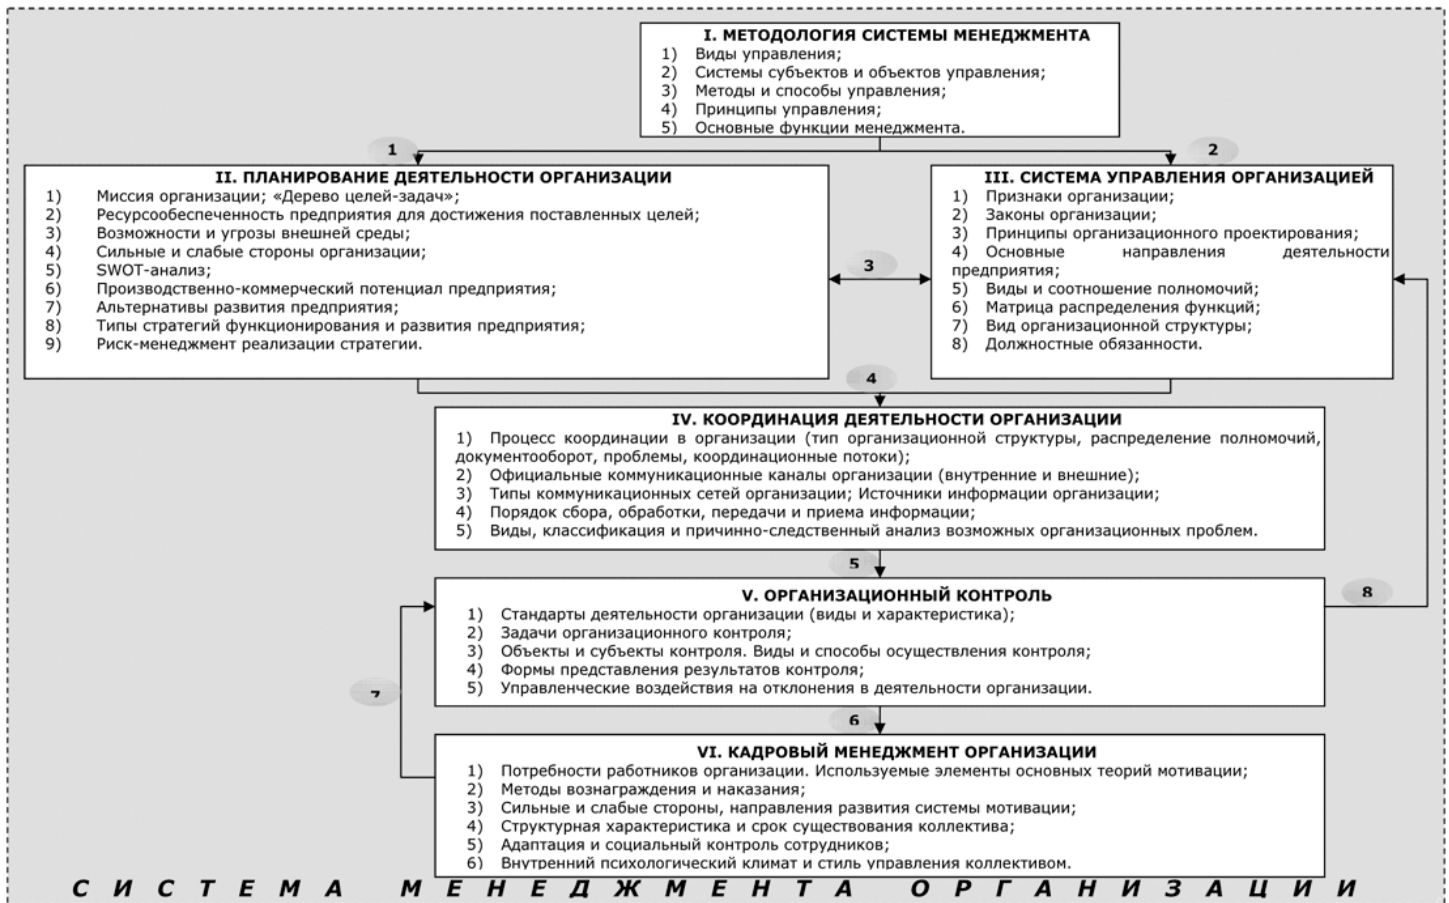 I. МЕТОДОЛОГИЯ СИСТЕМЫ МЕНЕДЖМЕНТА
1) Виды управления;
2) Системы субъектов и объектов управления;
3) Методы и способы управления;
4) Принципы управления;
5) Основные функции менеджмента.
1
2
II. ПЛАНИРОВАНИЕ ДЕЯТЕЛЬНОСТИ ОРГАНИЗАЦИИ
1) Миссия организации; «Дерево целей-задач»;
2) Ресурсообеспеченность предприятия для достижения поставленных целей;
3) Возможности и угрозы внешней среды;
4) Сильные и слабые стороны организации;
5) SWOT-анализ;
6) Производственно-коммерческий потенциал предприятия;
7) Альтернативы развития предприятия;
8) Типы стратегий функционирования и развития предприятия;
9) Риск-менеджмент реализации стратегии.
3
III. СИСТЕМА УПРАВЛЕНИЯ ОРГАНИЗАЦИЕЙ
1) Признаки организации;
2) Законы организации;
3) Принципы организационного проектирования;
4) Основные направления деятельности
предприятия;
5) Виды и соотношение полномочий;
6) Матрица распределения функций;
7) Вид организационной структуры;
8) Должностные обязанности.
4
IV. КООРДИНАЦИЯ ДЕЯТЕЛЬНОСТИ ОРГАНИЗАЦИИ
1) Процесс координации в организации (тип организационной структуры, распределение полномочий,
документооборот, проблемы, координационные потоки);
2) Официальные коммуникационные каналы организации (внутренние и внешние);
3) Типы коммуникационных сетей организации; Источники информации организации;
4) Порядок сбора, обработки, передачи и приема информации;
5) Виды, классификация и причинно-следственный анализ возможных организационных проблем.
5
V. ОРГАНИЗАЦИОННЫЙ КОНТРОЛЬ
1) Стандарты деятельности организации (виды и характеристика);
2) Задачи организационного контроля;
3) Объекты и субъекты контроля. Виды и способы осуществления контроля;
4) Формы представления результатов контроля;
5) Управленческие воздействия на отклонения в деятельности организации.
8
7
6
VI. КАДРОВЫЙ МЕНЕДЖМЕНТ ОРГАНИЗАЦИИ
1) Потребности работников организации. Используемые элементы основных теорий мотивации;
2) Методы вознаграждения и наказания;
3) Сильные и слабые стороны, направления развития системы мотивации;
4) Структурная характеристика и срок существования коллектива;
5) Адаптация и социальный контроль сотрудников;
6) Внутренний психологический климат и стиль управления коллективом.
СИСТЕМА МЕНЕДЖМЕНТА ОРГАНИЗАЦИИ